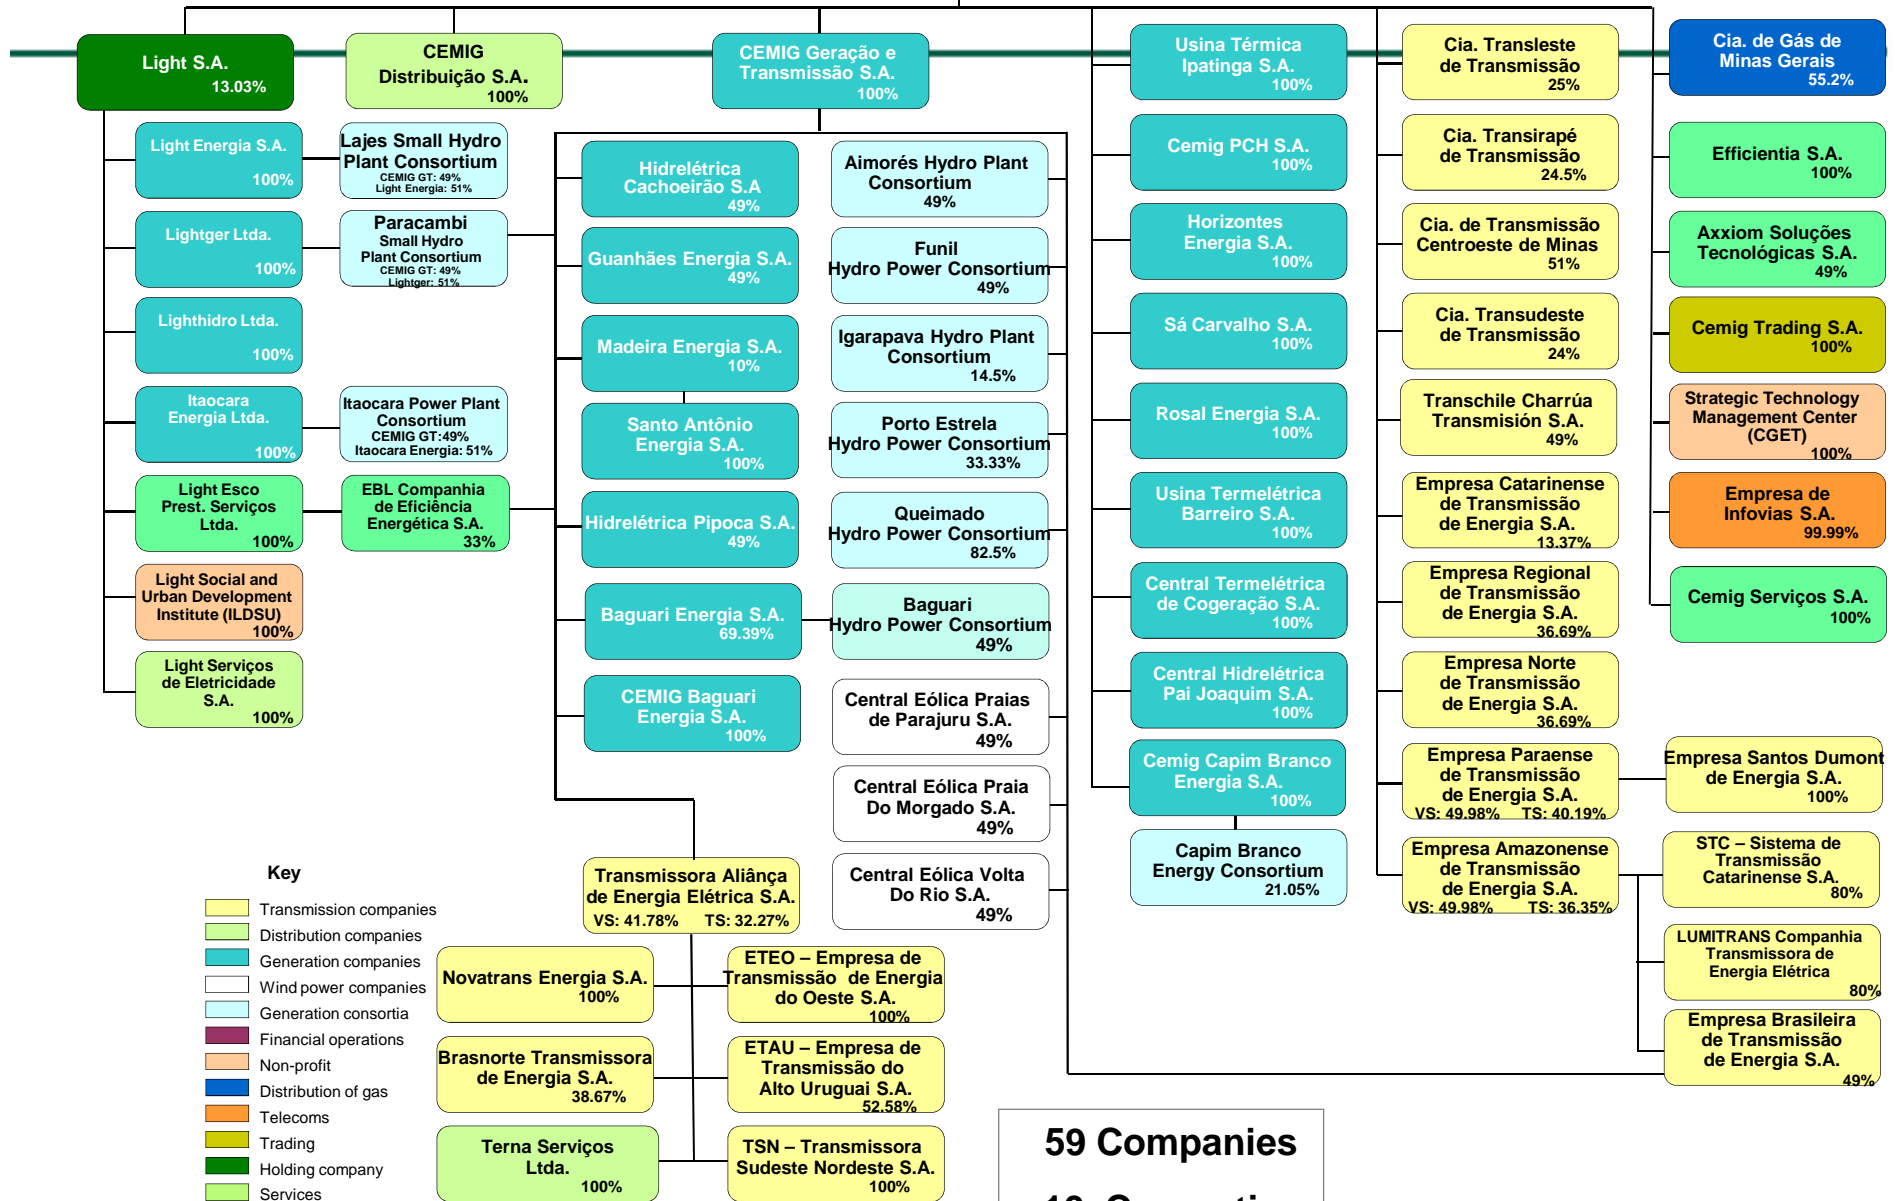 Light S.A.
13.03%
CEMIG
Distribuição S.A.
100%
CEMIG Geração e
Transmissão S.A.
100%
Usina Térmica
Ipatinga S.A.
100%
Cia. Transleste
de Transmissão
25%
Cia. de Gás de
Minas Gerais
55.2%
Light Energia S.A.
100%
Lajes Small Hydro
Plant Consortium
CEMIG GT: 49%
Light Energia: 51%
Lightger Ltda.
100%
Paracambi
Small Hydro
Plant Consortium
CEMIG GT: 49%
Lightger: 51%
Lighthidro Ltda.
100%
Itaocara
Energia Ltda.
100%
Itaocara Power Plant
Consortium
CEMIG GT:49%
Itaocara Energia: 51%
Light Esco
Prest. Serviços
Ltda.
100%
EBL Companhia
de Eficiência
Energética S.A.
33%
Light Social and
Urban Development
Institute (ILDSU)
100%
Light Serviços
de Eletricidade
S.A.
100%
Hidrelétrica
Cachoeirão S.A
49%
Guanhães Energia S.A.
49%
Madeira Energia S.A.
10%
Santo Antônio
Energia S.A.
100%
Hidrelétrica Pipoca S.A.
49%
Baguari Energia S.A.
69.39%
CEMIG Baguari
Energia S.A.
100%
Aimorés Hydro Plant
Consortium
49%
Funil
Hydro Power Consortium
49%
Igarapava Hydro Plant
Consortium
14.5%
Porto Estrela
Hydro Power Consortium
33.33%
Queimado
Hydro Power Consortium
82.5%
Baguari
Hydro Power Consortium
49%
Central Eólica Praias
de Parajuru S.A.
49%
Central Eólica Praia
Do Morgado S.A.
49%
Central Eólica Volta
Do Rio S.A.
49%
Cemig PCH S.A.
100%
Horizontes
Energia S.A.
100%
Sá Carvalho S.A.
100%
Rosal Energia S.A.
100%
Usina Termelétrica
Barreiro S.A.
100%
Central Termelétrica
de Cogeração S.A.
100%
Central Hidrelétrica
Pai Joaquim S.A.
100%
Cemig Capim Branco
Energia S.A.
100%
Capim Branco
Energy Consortium
21.05%
Cia. Transirapé
de Transmissão
24.5%
Cia. de Transmissão
Centroeste de Minas
51%
Cia. Transudeste
de Transmissão
24%
Transchile Charrúa
Transmisión S.A.
49%
Empresa Catarinense
de Transmissão
de Energia S.A.
13.37%
Empresa Regional
de Transmissão
de Energia S.A.
36.69%
Empresa Norte
de Transmissão
de Energia S.A.
36.69%
Empresa Paraense
de Transmissão
de Energia S.A.
VS: 49.98% TS: 40.19%
Empresa Amazonense
de Transmissão
de Energia S.A.
VS: 49.98% TS: 36.35%
Efficientia S.A.
100%
Axxiom Soluções
Tecnológicas S.A.
49%
Cemig Trading S.A.
100%
Strategic Technology
Management Center
(CGET)
100%
Empresa de
Infovias S.A.
99.99%
Cemig Serviços S.A.
100%
Empresa Santos Dumont
de Energia S.A.
100%
STC – Sistema de
Transmissão
Catarinense S.A.
80%
LUMITRANS Companhia
Transmissora de
Energia Elétrica
80%
Empresa Brasileira
de Transmissão
de Energia S.A.
49%
Transmissora Aliânça
de Energia Elétrica S.A.
VS: 41.78% TS: 32.27%
Novatrans Energia S.A.
100%
ETEO – Empresa de
Transmissão de Energia
do Oeste S.A.
100%
Brasnorte Transmissora
de Energia S.A.
38.67%
ETAU – Empresa de
Transmissão do
Alto Uruguai S.A.
52.58%
Terna Serviços
Ltda.
100%
TSN – Transmissora
Sudeste Nordeste S.A.
100%
Key
Transmission companies
Distribution companies
Generation companies
Wind power companies
Generation consortia
Financial operations
Non-profit
Distribution of gas
Telecoms
Trading
Holding company
Services
59 Companies